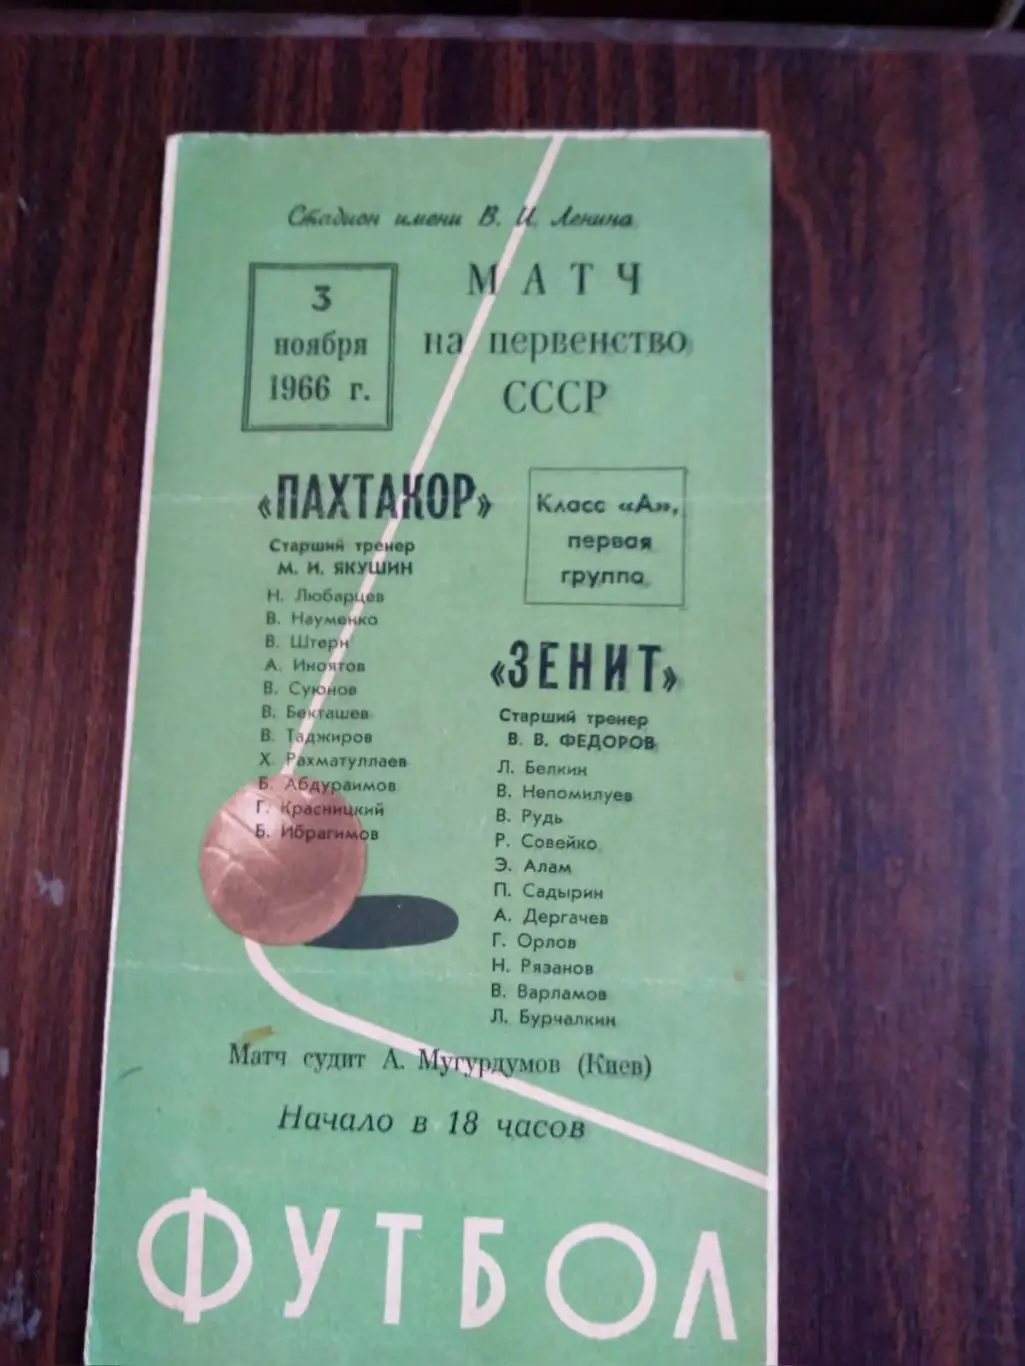 Стадион имени В. И. Ленина
3
ноября
1966 г.
МАТЧ
на первенство
СССР
«ПАХТАКОР»
Старший тренер
М. И. ЯКУШИН
Н. Любарцев
В. Науменко
В. Штерн
А. Иноятов
В. Суюнов
В. Бекташев
В. Таджиров
Х. Рахматуллаев
Б. Абдураимов
Г. Красницкий
Б. Ибрагимов
Класс «А»,
первая
группа
«ЗЕНИТ»
Старший тренер
В. В. ФЕДОРОВ
Л. Белкин
В. Непомилуев
В. Рудь
Р. Совейко
Э. Алам
П. Садырин
А. Дергачев
Г. Орлов
Н. Рязанов
В. Варламов
Л. Бурчалкин
Матч судит А. Мугурдумов (Киев)
Начало в 18 часов
ФУТБОЛ